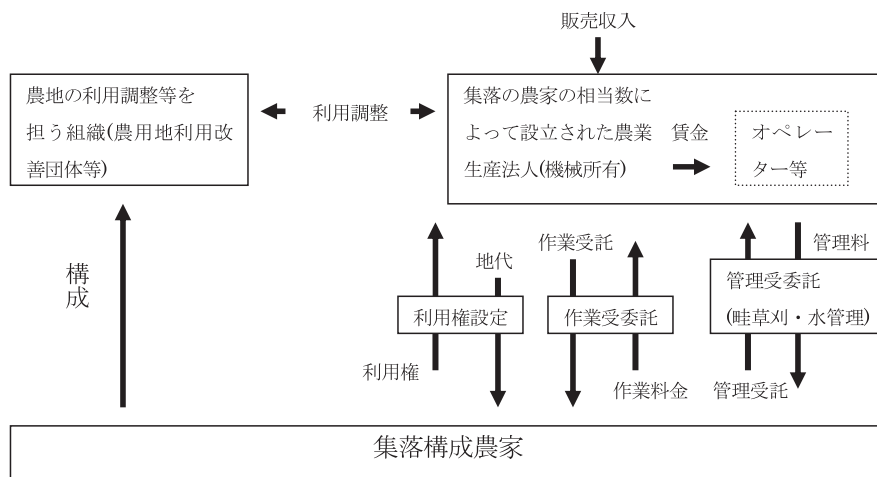 販売収入
農地の利用調整等を
担う組織(農用地利用改
善団体等)
利用調整
集落の農家の相当数に
よって設立された農業
生産法人(機械所有)
賃金
オペレー
ター等
構成
地代
作業受託
管理料
利用権設定
作業受委託
管理受委託
(畦草刈・水管理)
利用権
作業料金
管理受託
集落構成農家